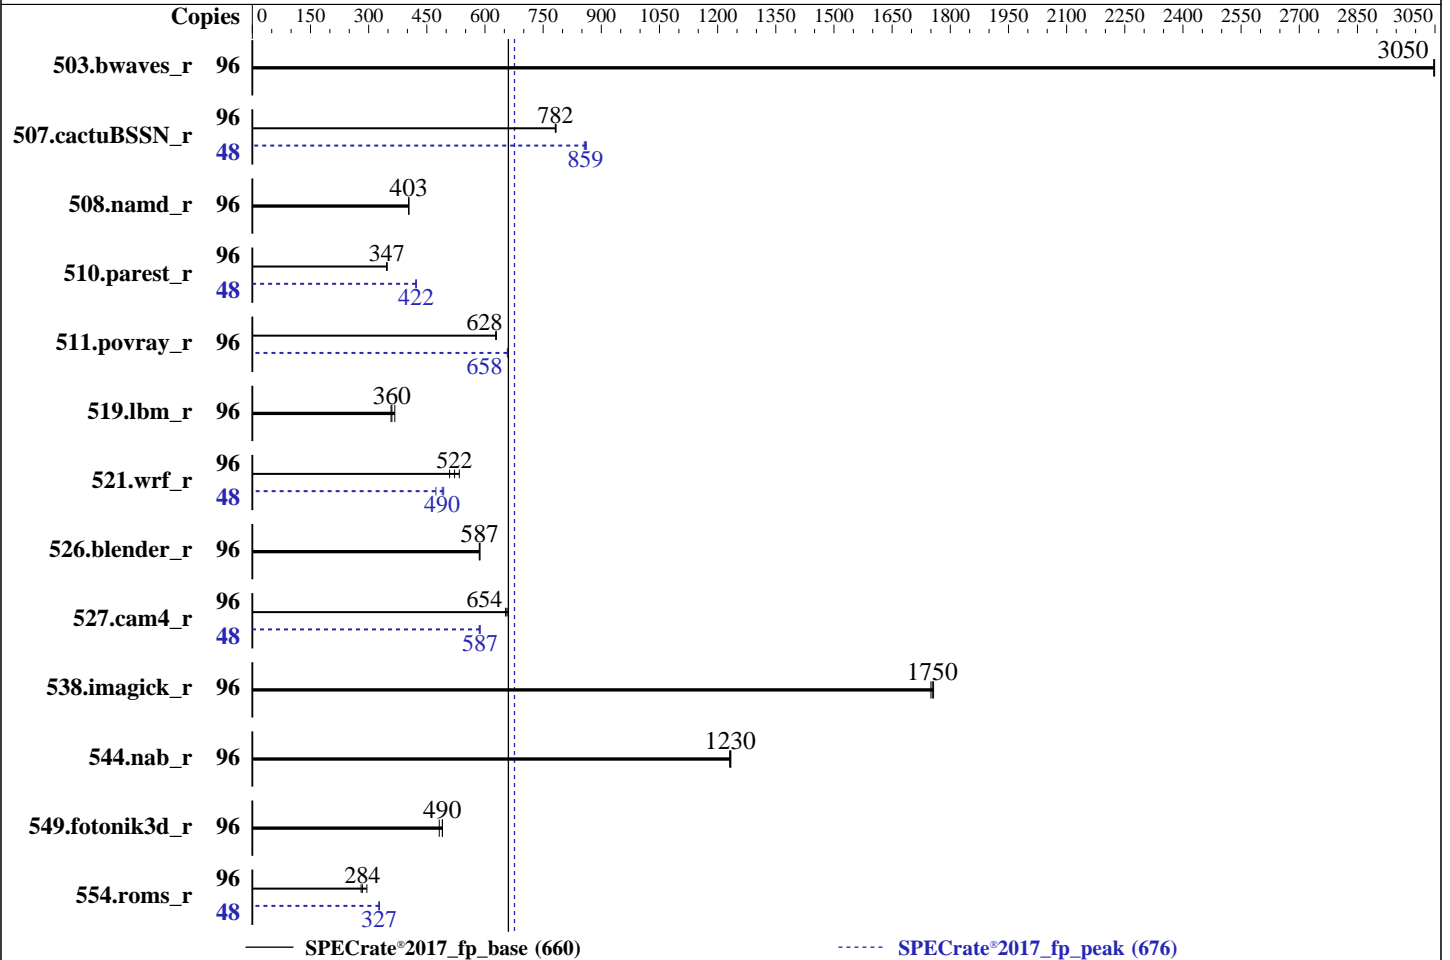 Copies 0 150 300 450 600 750 900 1050 1200 1350 1500 1650 1800 1950 2100 2250 2400 2550 2700 2850 3050
503.bwaves_r 96 3050
507.cactuBSSN_r 96 782
48 859
508.namd_r 96 403
510.parest_r 96 347
48 422
511.povray_r 96 628
658
519.lbm_r 96 360
521.wrf_r 96 522
48 490
526.blender_r 96 587
527.cam4_r 96 654
48 587
538.imagick_r 96 1750
544.nab_r 96 1230
549.fotonik3d_r 96 490
554.roms_r 96 284
48 327
SPECrate®2017_fp_base (660) SPECrate®2017_fp_peak (676)